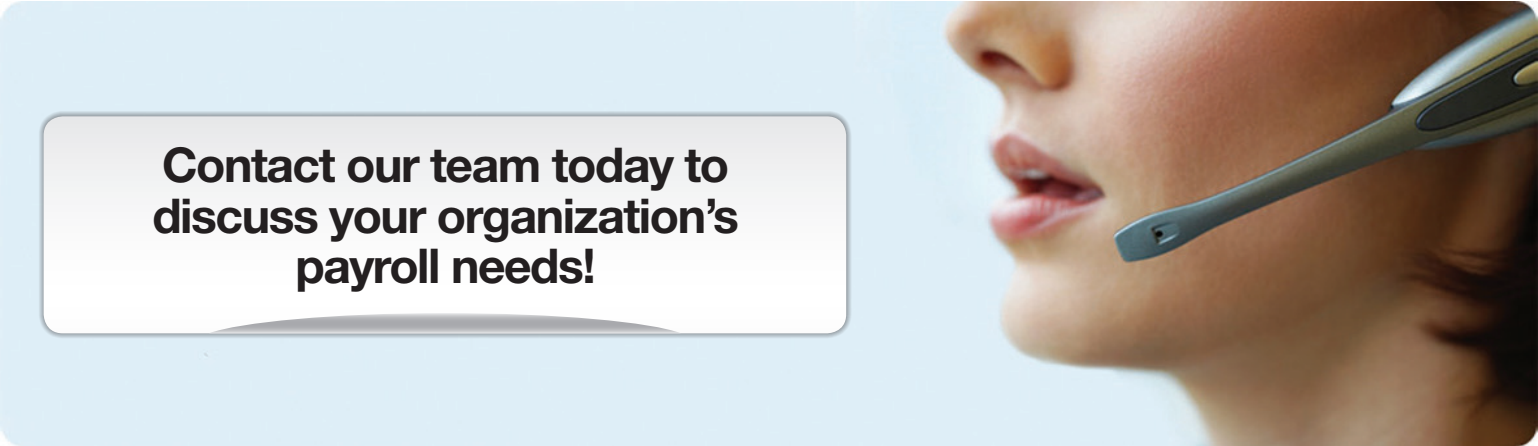 Contact our team today to
discuss your organization’s
payroll needs!